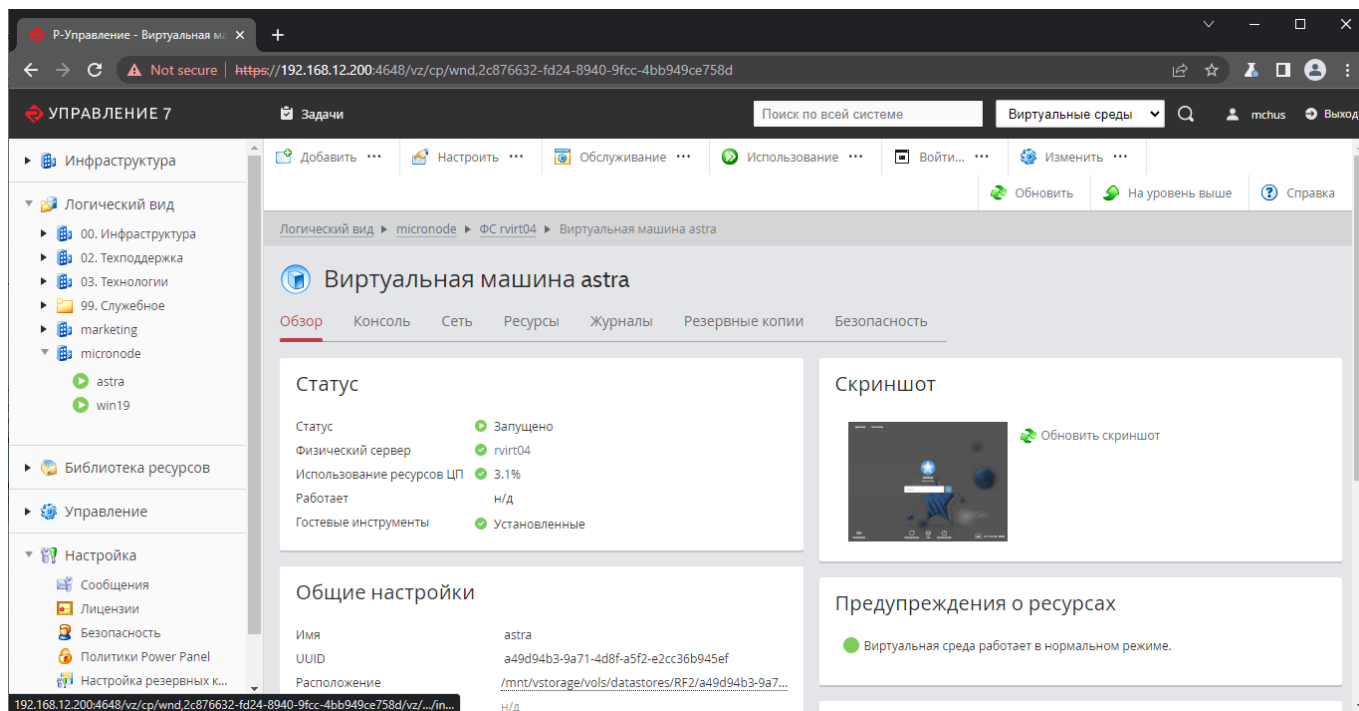 Р-Управление - Виртуальная ма
Not secure | https://192.168.12.200:4648/vz/cp/wnd,2c876632-fd24-8940-9fcc-4bb949ce758d
УПРАВЛЕНИЕ 7
Задачи
Поиск по всей системе
Виртуальные среды
mchus
Выход
Инфраструктура
Логический вид
00. Инфраструктура
02. Техподдержка
03. Технологии
99. Служебное
marketing
micronode
astra
win19
Библиотека ресурсов
Управление
Настройка
Сообщения
Лицензии
Безопасность
Политики Power Panel
Настройка резервных к...
192.168.12.200:4648/vz/cp/wnd,2c876632-fd24-8940-9fcc-4bb949ce758d/vz/.../in...
Добавить ••• Настроить ••• Обслуживание ••• Использование ••• Войти... ••• Изменить •••
Обновить На уровень выше Справка
Логический вид ▸ micronode ▸ ФС rvirt04 ▸ Виртуальная машина astra
Виртуальная машина astra
Обзор Консоль Сеть Ресурсы Журналы Резервные копии Безопасность
Статус
Статус Запущено
Физический сервер rvirt04
Использование ресурсов ЦП 3.1%
Работает н/д
Гостевые инструменты Установленные
Общие настройки
Имя astra
UUID a49d94b3-9a71-4d8f-a5f2-e2cc36b945ef
Расположение /mnt/vstorage/vols/datastores/RF2/a49d94b3-9a7...
н/д
Скриншот
Обновить скриншот
Предупреждения о ресурсах
Виртуальная среда работает в нормальном режиме.